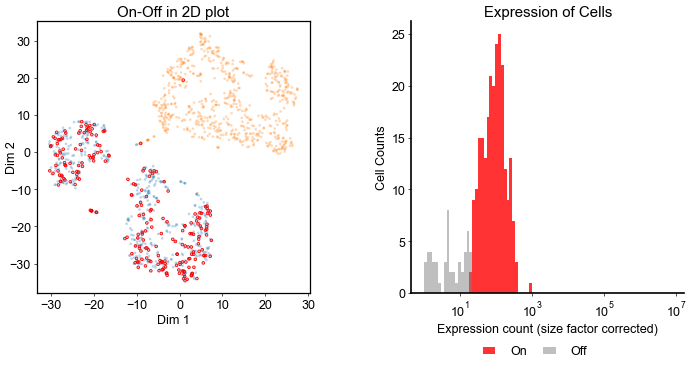 On-Off in 2D plot
Dim 2
30
20
10
0
−10
−20
−30
−30 −20 −10 0 10 20 30
Dim 1
Expression of Cells
Cell Counts
25
20
15
10
5
0
10^1 10^3 10^5 10^7
Expression count (size factor corrected)
On Off